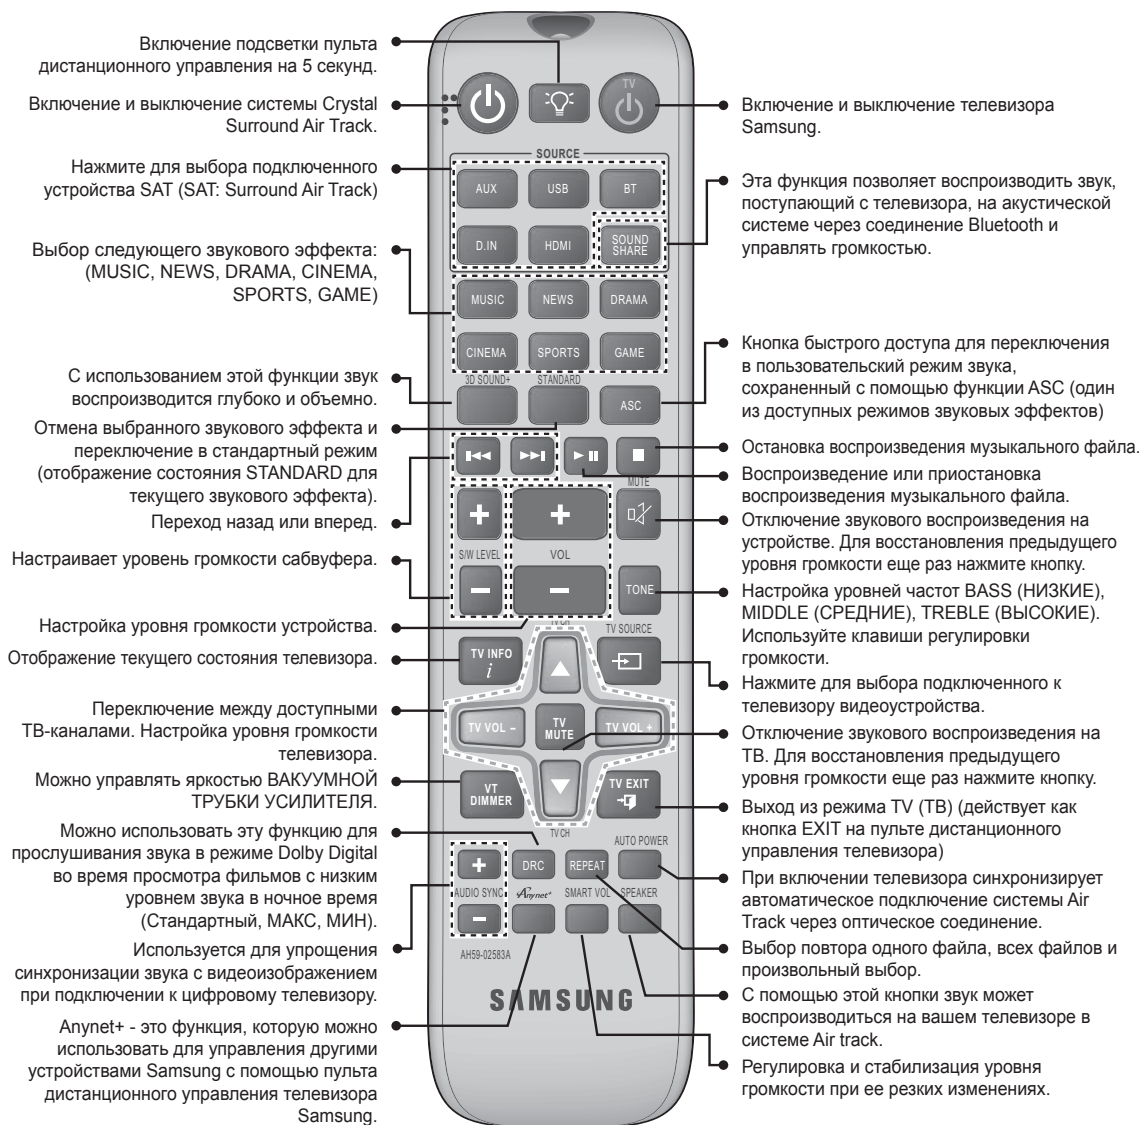 Включение подсветки пульта
дистанционного управления на 5 секунд.
Включение и выключение системы Crystal
Surround Air Track.
Нажмите для выбора подключенного
устройства SAT (SAT: Surround Air Track)
Выбор следующего звукового эффекта:
(MUSIC, NEWS, DRAMA, CINEMA,
SPORTS, GAME)
С использованием этой функции звук
воспроизводится глубоко и объемно.
Отмена выбранного звукового эффекта и
переключение в стандартный режим
(отображение состояния STANDARD для
текущего звукового эффекта).
Переход назад или вперед.
Настраивает уровень громкости сабвуфера.
Настройка уровня громкости устройства.
Отображение текущего состояния телевизора.
Переключение между доступными
ТВ-каналами. Настройка уровня громкости
телевизора.
Можно управлять яркостью ВАКУУМНОЙ
ТРУБКИ УСИЛИТЕЛЯ.
Можно использовать эту функцию для
прослушивания звука в режиме Dolby Digital
во время просмотра фильмов с низким
уровнем звука в ночное время
(Стандартный, МАКС, МИН).
Используется для упрощения
синхронизации звука с видеоизображением
при подключении к цифровому телевизору.
Anynet+ - это функция, которую можно
использовать для управления другими
устройствами Samsung с помощью пульта
дистанционного управления телевизора
Samsung.
TV
SOURCE
AUX USB BT
D.IN HDMI SOUND
SHARE
MUSIC NEWS DRAMA
CINEMA SPORTS GAME
3D SOUND+ STANDARD
ASC
MUTE
S/W LEVEL VOL
TONE
TV CH TV SOURCE
TV INFO
i
TV VOL – TV
MUTE TV VOL +
VT
DIMMER TV EXIT
TV CH AUTO POWER
DRC REPEAT
AUDIO SYNC Anynet+ SMART VOL SPEAKER
AH59-02583A
SAMSUNG
Включение и выключение телевизора
Samsung.
Эта функция позволяет воспроизводить звук,
поступающий с телевизора, на акустической
системе через соединение Bluetooth и
управлять громкостью.
Кнопка быстрого доступа для переключения
в пользовательский режим звука,
сохраненный с помощью функции ASC (один
из доступных режимов звуковых эффектов)
Остановка воспроизведения музыкального файла.
Воспроизведение или приостановка
воспроизведения музыкального файла.
Отключение звукового воспроизведения на
устройстве. Для восстановления предыдущего
уровня громкости еще раз нажмите кнопку.
Настройка уровней частот BASS (НИЗКИЕ),
MIDDLE (СРЕДНИЕ), TREBLE (ВЫСОКИЕ).
Используйте клавиши регулировки
громкости.
Нажмите для выбора подключенного к
телевизору видеоустройства.
Отключение звукового воспроизведения на
ТВ. Для восстановления предыдущего
уровня громкости еще раз нажмите кнопку.
Выход из режима TV (ТВ) (действует как
кнопка EXIT на пульте дистанционного
управления телевизора)
При включении телевизора синхронизирует
автоматическое подключение системы Air
Track через оптическое соединение.
Выбор повтора одного файла, всех файлов и
произвольный выбор.
С помощью этой кнопки звук может
воспроизводиться на вашем телевизоре в
системе Air track.
Регулировка и стабилизация уровня
громкости при ее резких изменениях.